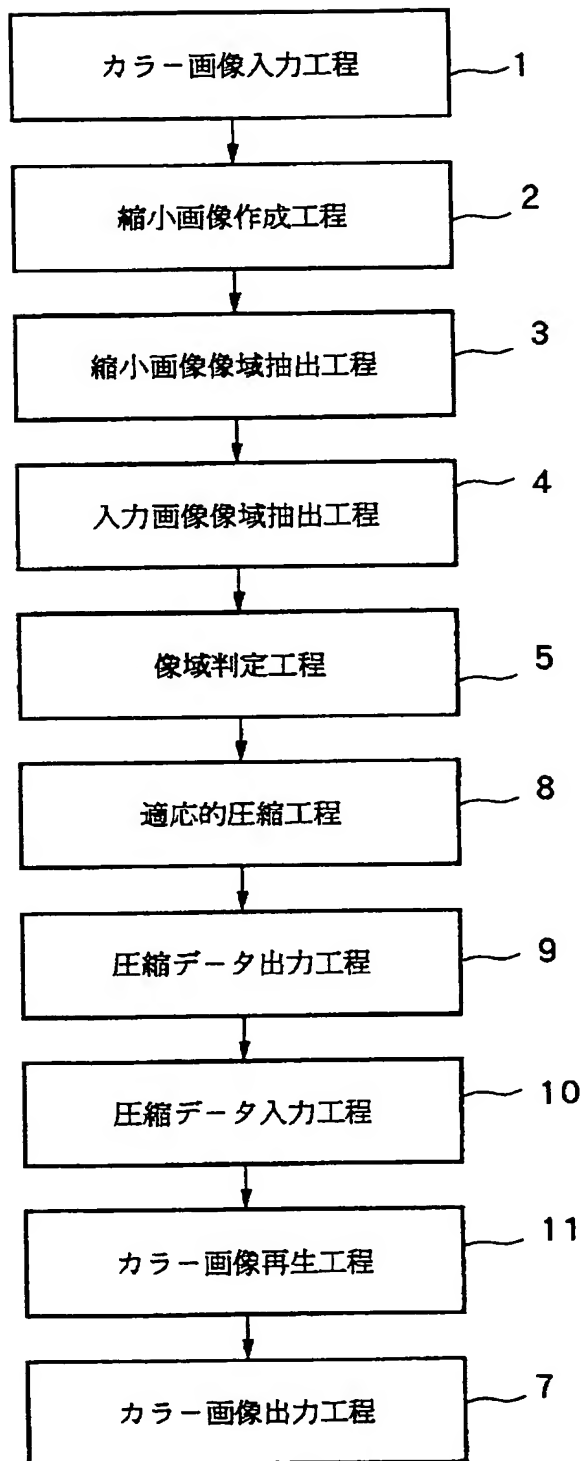 カラー画像入力工程
1
縮小画像作成工程
2
縮小画像像域抽出工程
3
入力画像像域抽出工程
4
像域判定工程
5
適応的圧縮工程
8
圧縮データ出力工程
9
圧縮データ入力工程
10
カラー画像再生工程
11
カラー画像出力工程
7